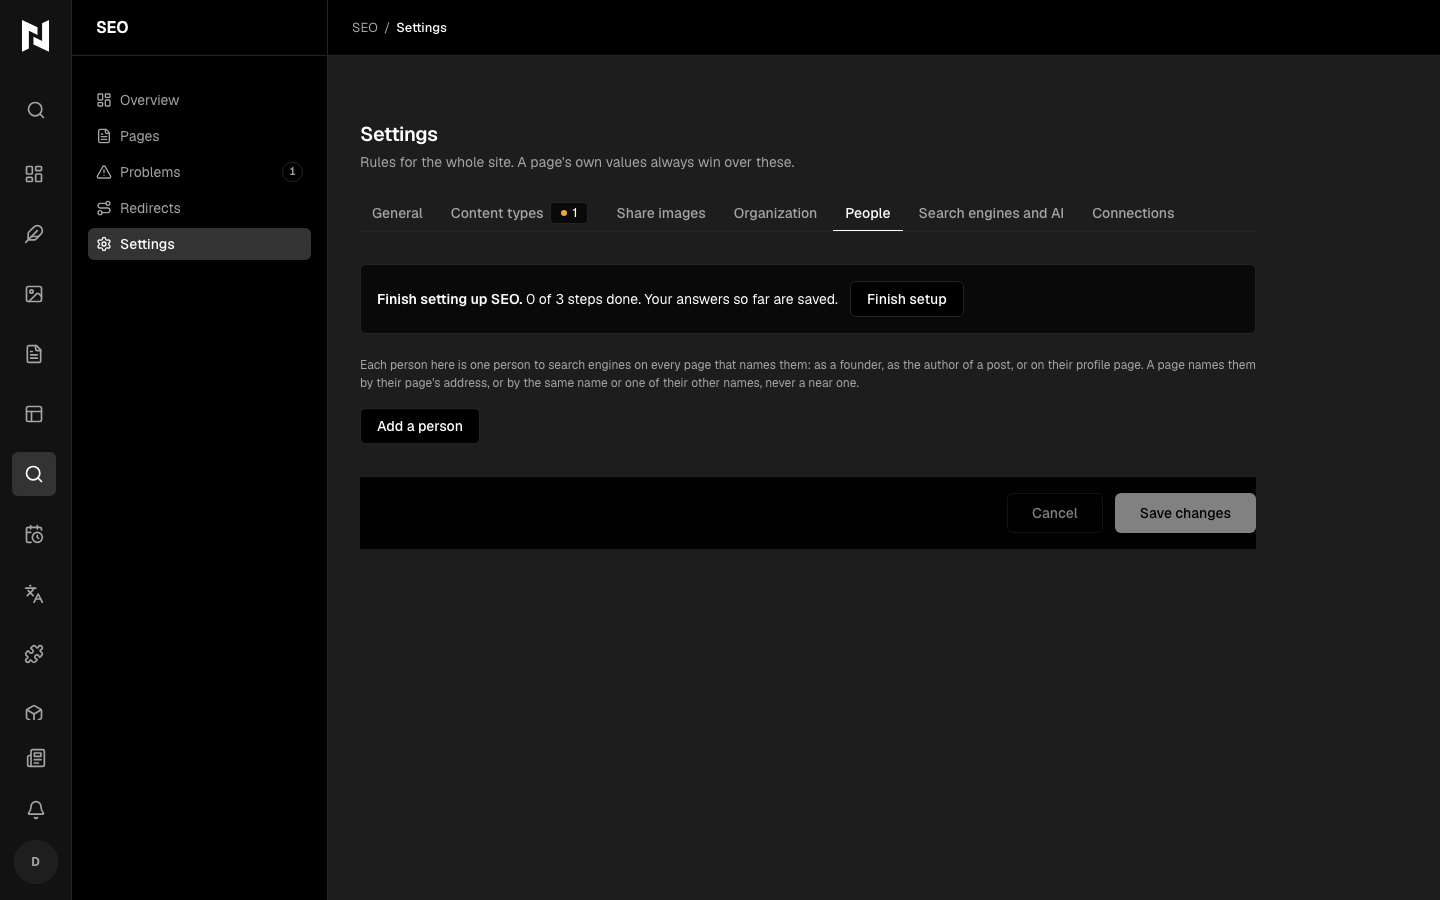 SEO
SEO / Settings
Overview
Pages
Problems 1
Redirects
Settings
Settings
Rules for the whole site. A page's own values always win over these.
General Content types 1 Share images Organization People Search engines and AI Connections
Finish setting up SEO. 0 of 3 steps done. Your answers so far are saved. Finish setup
Each person here is one person to search engines on every page that names them: as a founder, as the author of a post, or on their profile page. A page names them
by their page's address, or by the same name or one of their other names, never a near one.
Add a person
Cancel Save changes
D